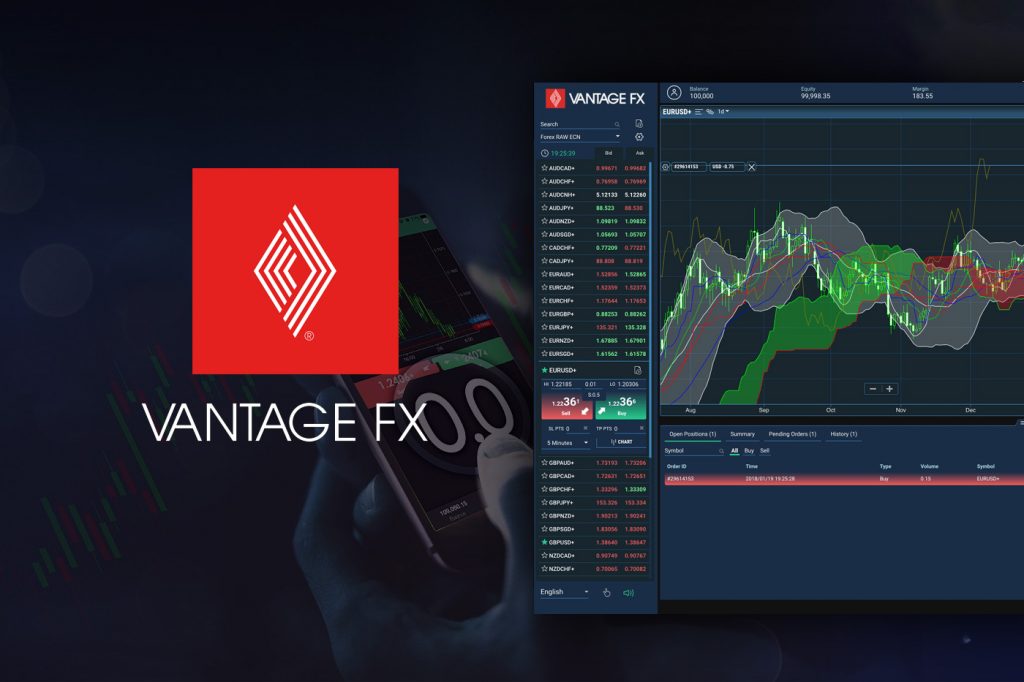 ®
VANTAGE FX
0.0
VANTAGE FX
Search
Forex RAW ECN
19:25:39 Bid Ask
AUDCAD+ 0.99671 0.99682
AUDCHF+ 0.76958 0.76969
AUDCNH+ 5.12133 5.12260
AUDJPY+ 88.523 88.530
AUDNZD+ 1.09819 1.09832
AUDSGD+ 1.05693 1.05707
CADCHF+ 0.77209 0.77221
CADJPY+ 88.808 88.819
EURAUD+ 1.52856 1.52865
EURCAD+ 1.52359 1.52373
EURCHF+ 1.17644 1.17653
EURGBP+ 0.88253 0.88262
EURJPY+ 135.321 135.328
EURNZD+ 1.67885 1.67901
EURSGD+ 1.61562 1.61578
EURUSD+
HI 1.22185 0.01 LO 1.20306
S:0.5
1.22 36 1 1.22 36 6
Sell Buy
SL PTS 0 TP PTS 0
5 Minutes CHART
GBPAUD+ 1.73193 1.73206
GBPCAD+ 1.72631 1.72651
GBPCHF+ 1.33296 1.33309
GBPJPY+ 153.326 153.334
GBPNZD+ 1.90213 1.90241
GBPSGD+ 1.83056 1.83090
GBPUSD+ 1.38640 1.38647
NZDCAD+ 0.90749 0.90767
NZDCHF+ 0.70065 0.70082
English
Balance Equity Margin
100,000 99,998.35 183.55
EURUSD+ 1d
#29614153 USD -0.75
Aug Sep Oct Nov Dec
Open Positions (1) Summary Pending Orders (1) History (1)
Symbol All Buy Sell
Order ID Time Type Volume Symbol
#29614153 2018/01/19 19:25:28 Buy 0.15 EURUSD+